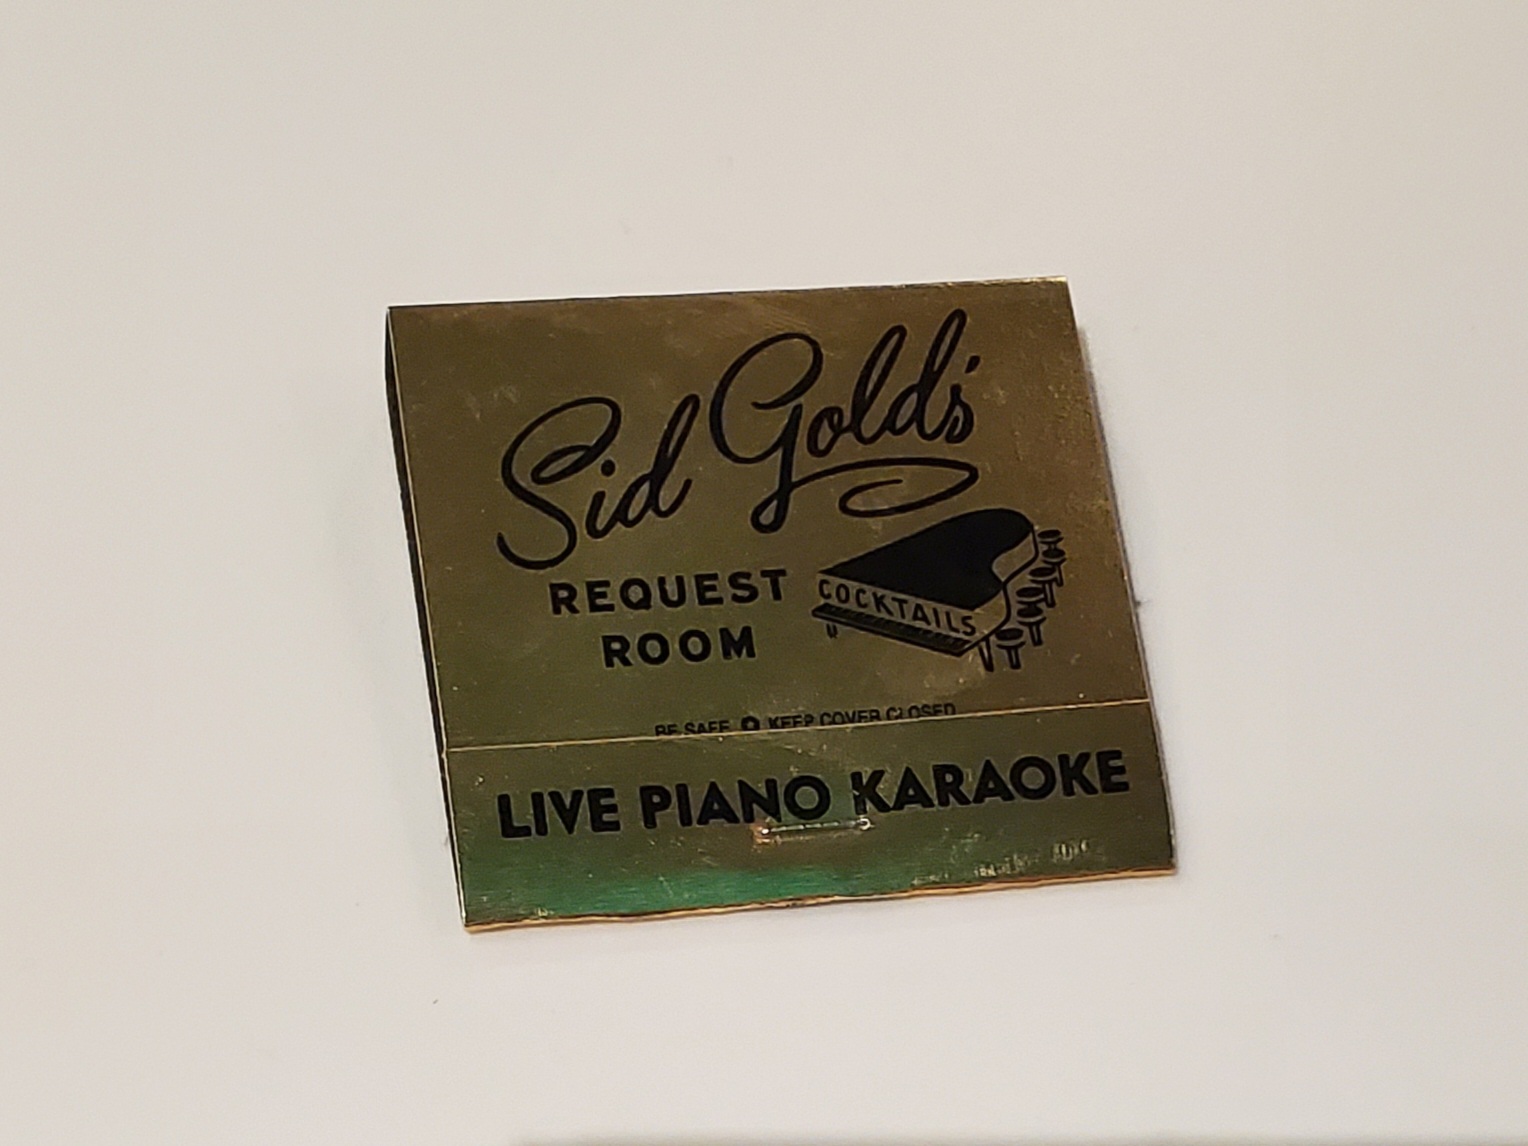 Sid Gold's
REQUEST
ROOM
COCKTAILS
BE SAFE KEEP COVER CLOSED
LIVE PIANO KARAOKE